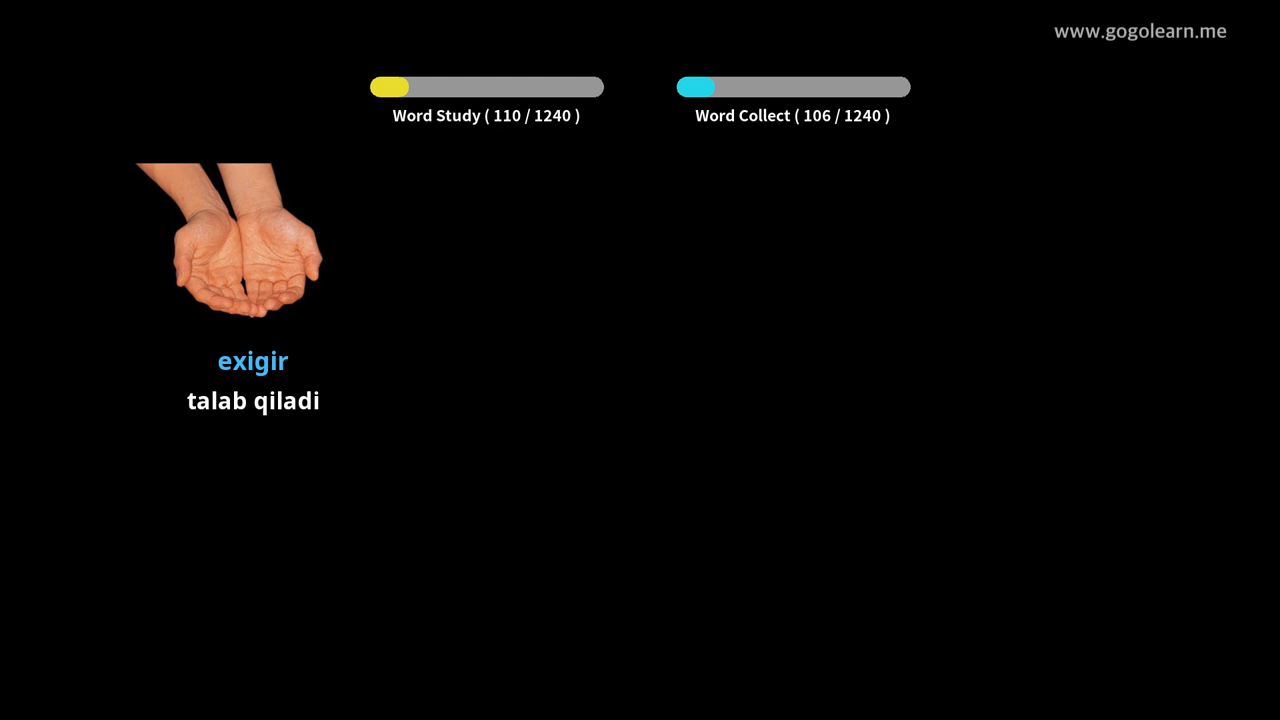 www.gogolearn.me
Word Study ( 110 / 1240 )
Word Collect ( 106 / 1240 )
exigir
talab qiladi